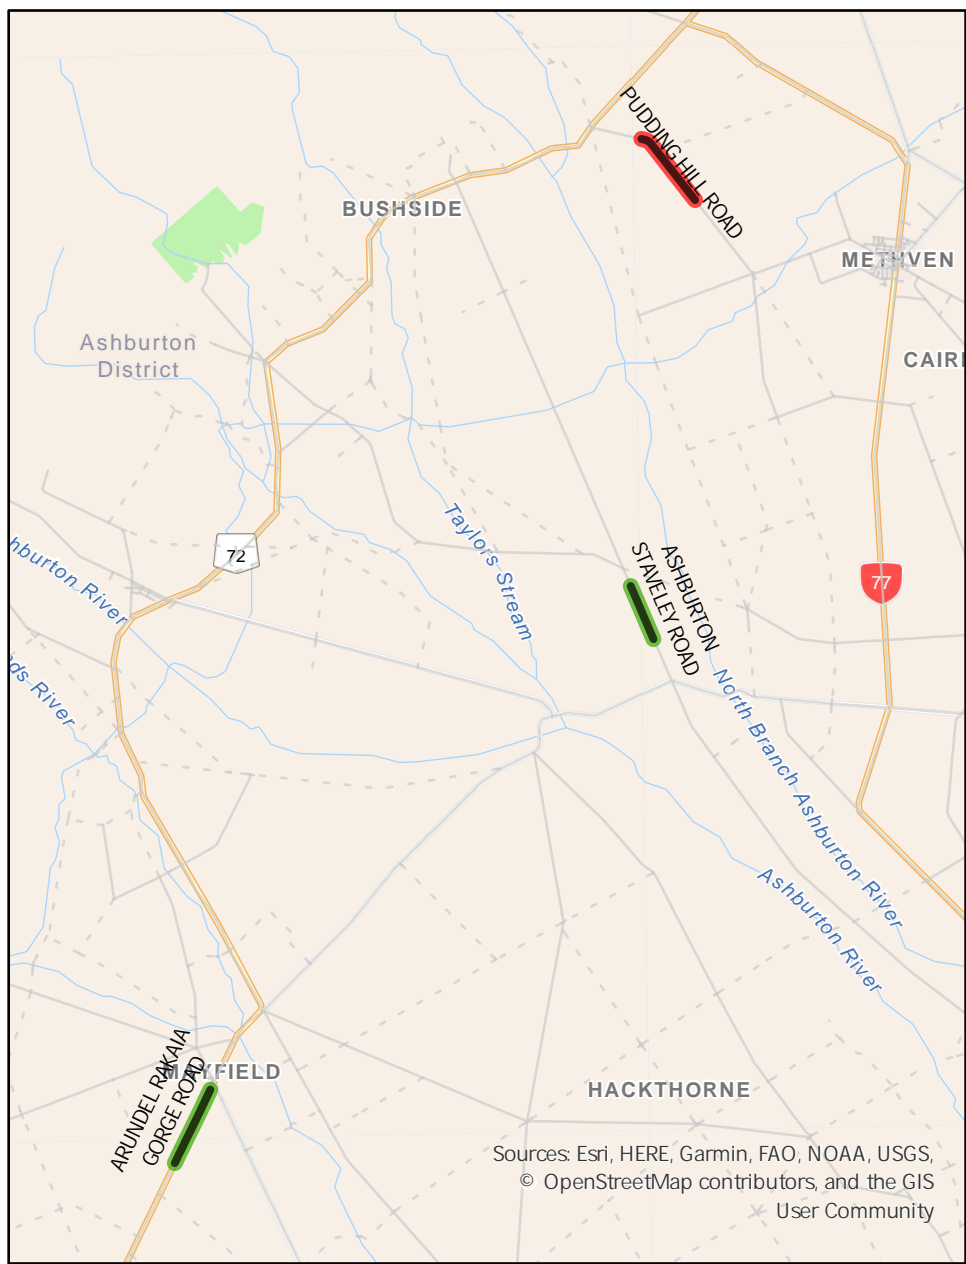 PUDDING HILL ROAD
BUSHSIDE
METHVEN
Ashburton
District
CAIR
Taylors Stream
72
hburton River
ASHBURTON
STAVELEY ROAD
77
ds River
North Branch Ashburton River
Ashburton River
ARUNDEL RAKAIA
GORGE ROAD
MAYFIELD
HACKTHORNE
Sources: Esri, HERE, Garmin, FAO, NOAA, USGS,
© OpenStreetMap contributors, and the GIS
User Community